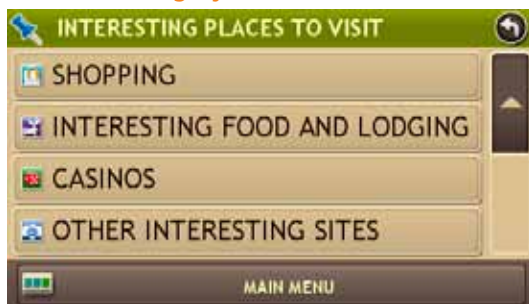 INTERESTING PLACES TO VISIT
SHOPPING
INTERESTING FOOD AND LODGING
CASINOS
OTHER INTERESTING SITES
MAIN MENU